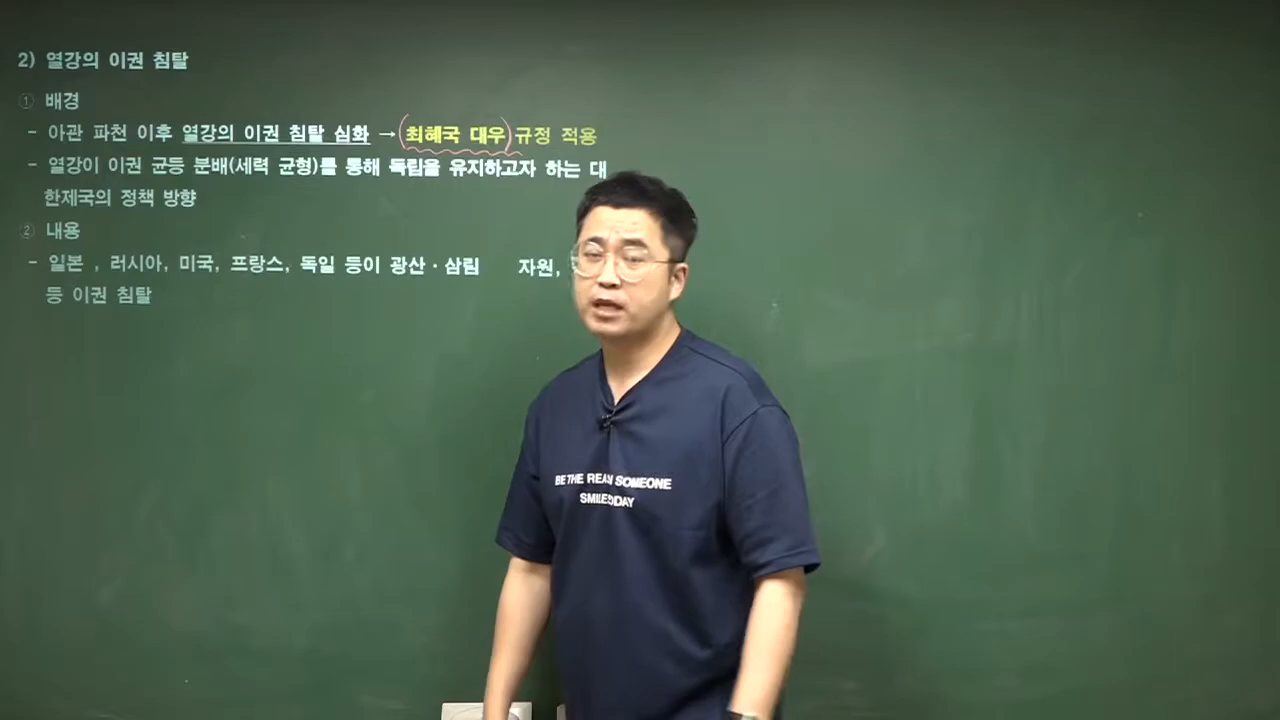 2) 열강의 이권 침탈
① 배경
- 아관 파천 이후 열강의 이권 침탈 심화 → (최혜국 대우) 규정 적용
- 열강이 이권 균등 분배(세력 균형)를 통해 독립을 유지하고자 하는 대
한제국의 정책 방향
② 내용
- 일본 , 러시아, 미국, 프랑스, 독일 등이 광산·삼림 자원,
등 이권 침탈
BE THE REA SOMEONE
SMILE DAY